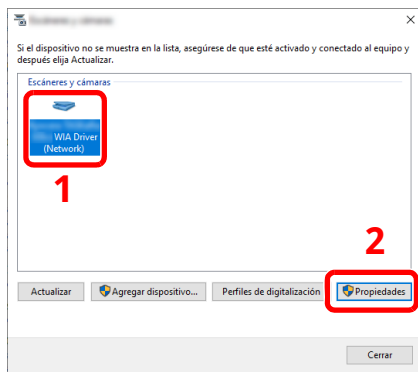 Si el dispositivo no se muestra en la lista, asegúrese de que esté activado y conectado al equipo y
después elija Actualizar.
Escáneres y cámaras
WIA Driver
(Network)
1
2
Actualizar
Agregar dispositivo...
Perfiles de digitalización
Propiedades
Cerrar